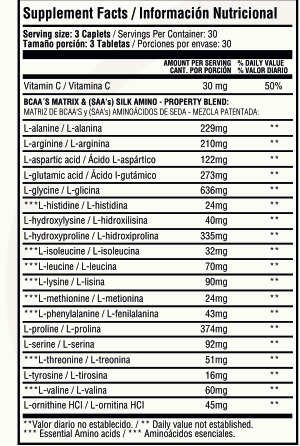 Supplement Facts / Información Nutricional
Serving size: 3 Caplets / Servings Per Container: 30
Tamaño porción: 3 Tabletas / Porciones por envase: 30
AMOUNT PER SERVING % DAILY VALUE
CANT. POR PORCIÓN % VALOR DIARIO
Vitamin C / Vitamina C 30 mg 50%
BCAA´S MATRIX & (SAA's) SILK AMINO - PROPERTY BLEND:
MATRIZ DE BCAA'S y (SAA's) AMINOÁCIDOS DE SEDA - MEZCLA PATENTADA:
L-alanine / L-alanina 229mg **
L-arginine / L-arginina 210mg **
L-aspartic acid / Ácido L-aspártico 122mg **
L-glutamic acid / Ácido l-gutámico 273mg **
L-glycine / L-glicina 636mg **
***L-histidine / L-histidina 24mg **
L-hydroxylysine / L-hidroxilisina 40mg **
L-hydroxyproline / L-hidroxiprolina 335mg **
***L-isoleucine / L-isoleucina 32mg **
***L-leucine / L-leucina 70mg **
***L-lysine / L-lisina 90mg **
***L-methionine / L-metionina 24mg **
***L-phenylalanine / L-fenilalanina 43mg **
L-proline / L-prolina 374mg **
L-serine / L-serina 92mg **
***L-threonine / L-treonina 51mg **
L-tyrosine / L-tirosina 16mg **
***L-valine / L-valina 60mg **
L-ornithine HCI / L-ornitina HCI 45mg **
**Valor diario no establecido. / ** Daily value not established.
*** Essential Amino acids / *** Aminoácidos esenciales.